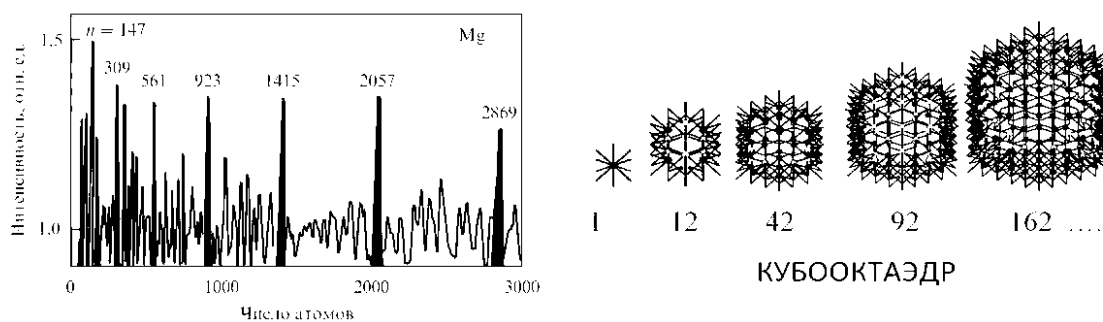 n = 147
Mg
1.5
309
561
923
1415
2057
2869
1.0
Интенсивность, отн. ед.
0
1000
2000
3000
Число атомов
1 12 42 92 162 ....
КУБООКТАЭДР